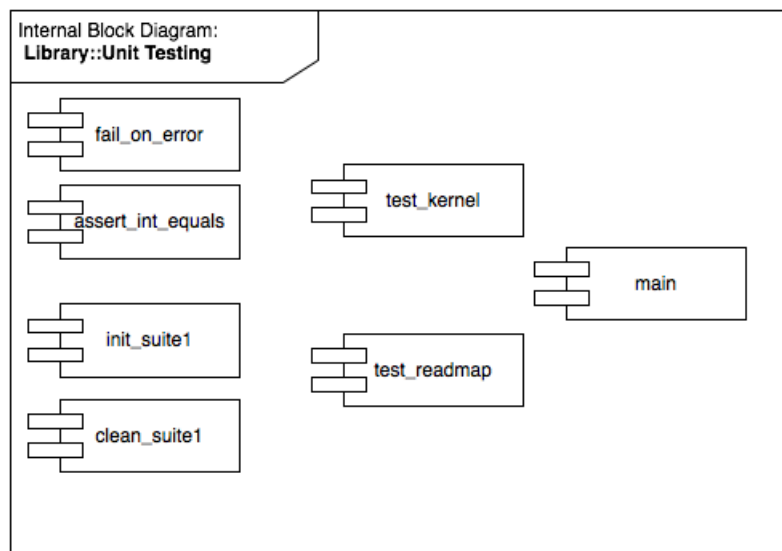 Internal Block Diagram:
Library::Unit Testing
fail_on_error
assert_int_equals
test_kernel
main
init_suite1
test_readmap
clean_suite1